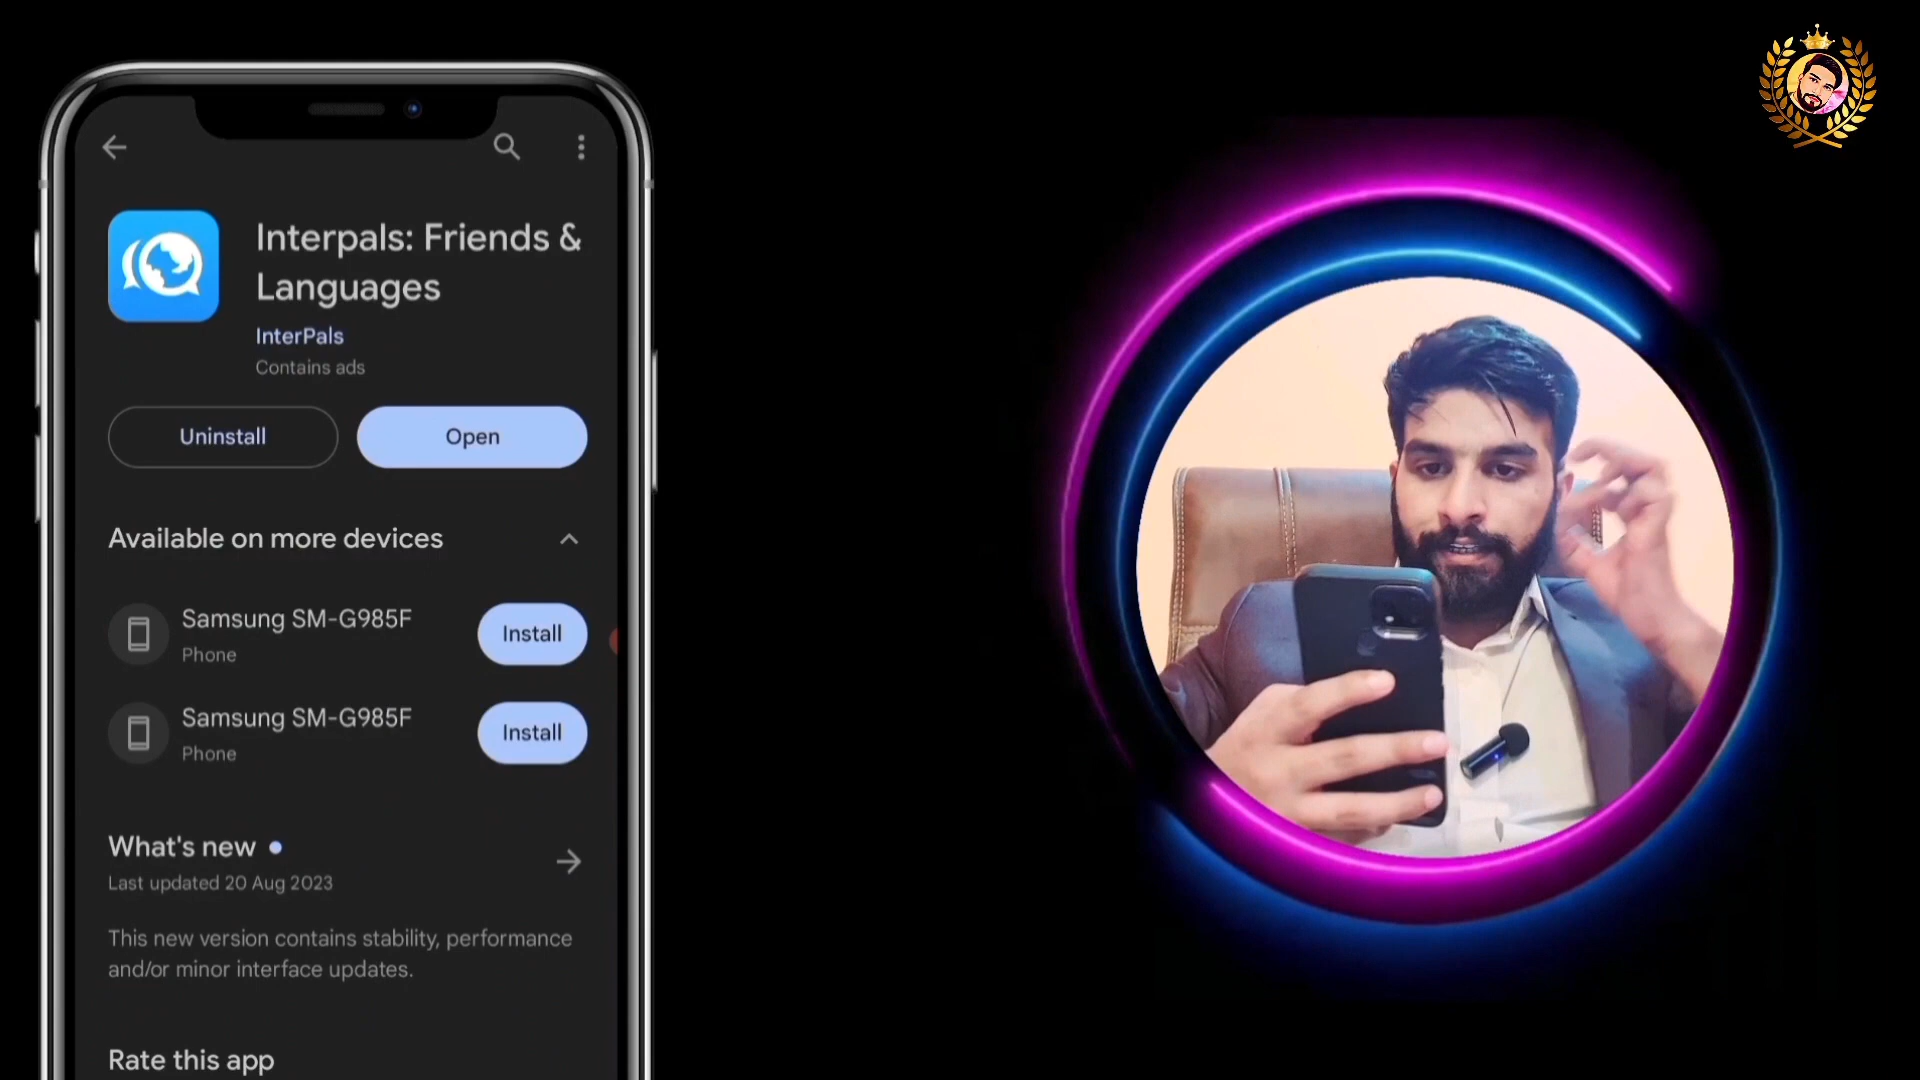 Interpals: Friends &
Languages
InterPals
Contains ads
Uninstall
Open
Available on more devices
Samsung SM-G985F
Phone
Install
Samsung SM-G985F
Phone
Install
What's new
Last updated 20 Aug 2023
This new version contains stability, performance
and/or minor interface updates.
Rate this app